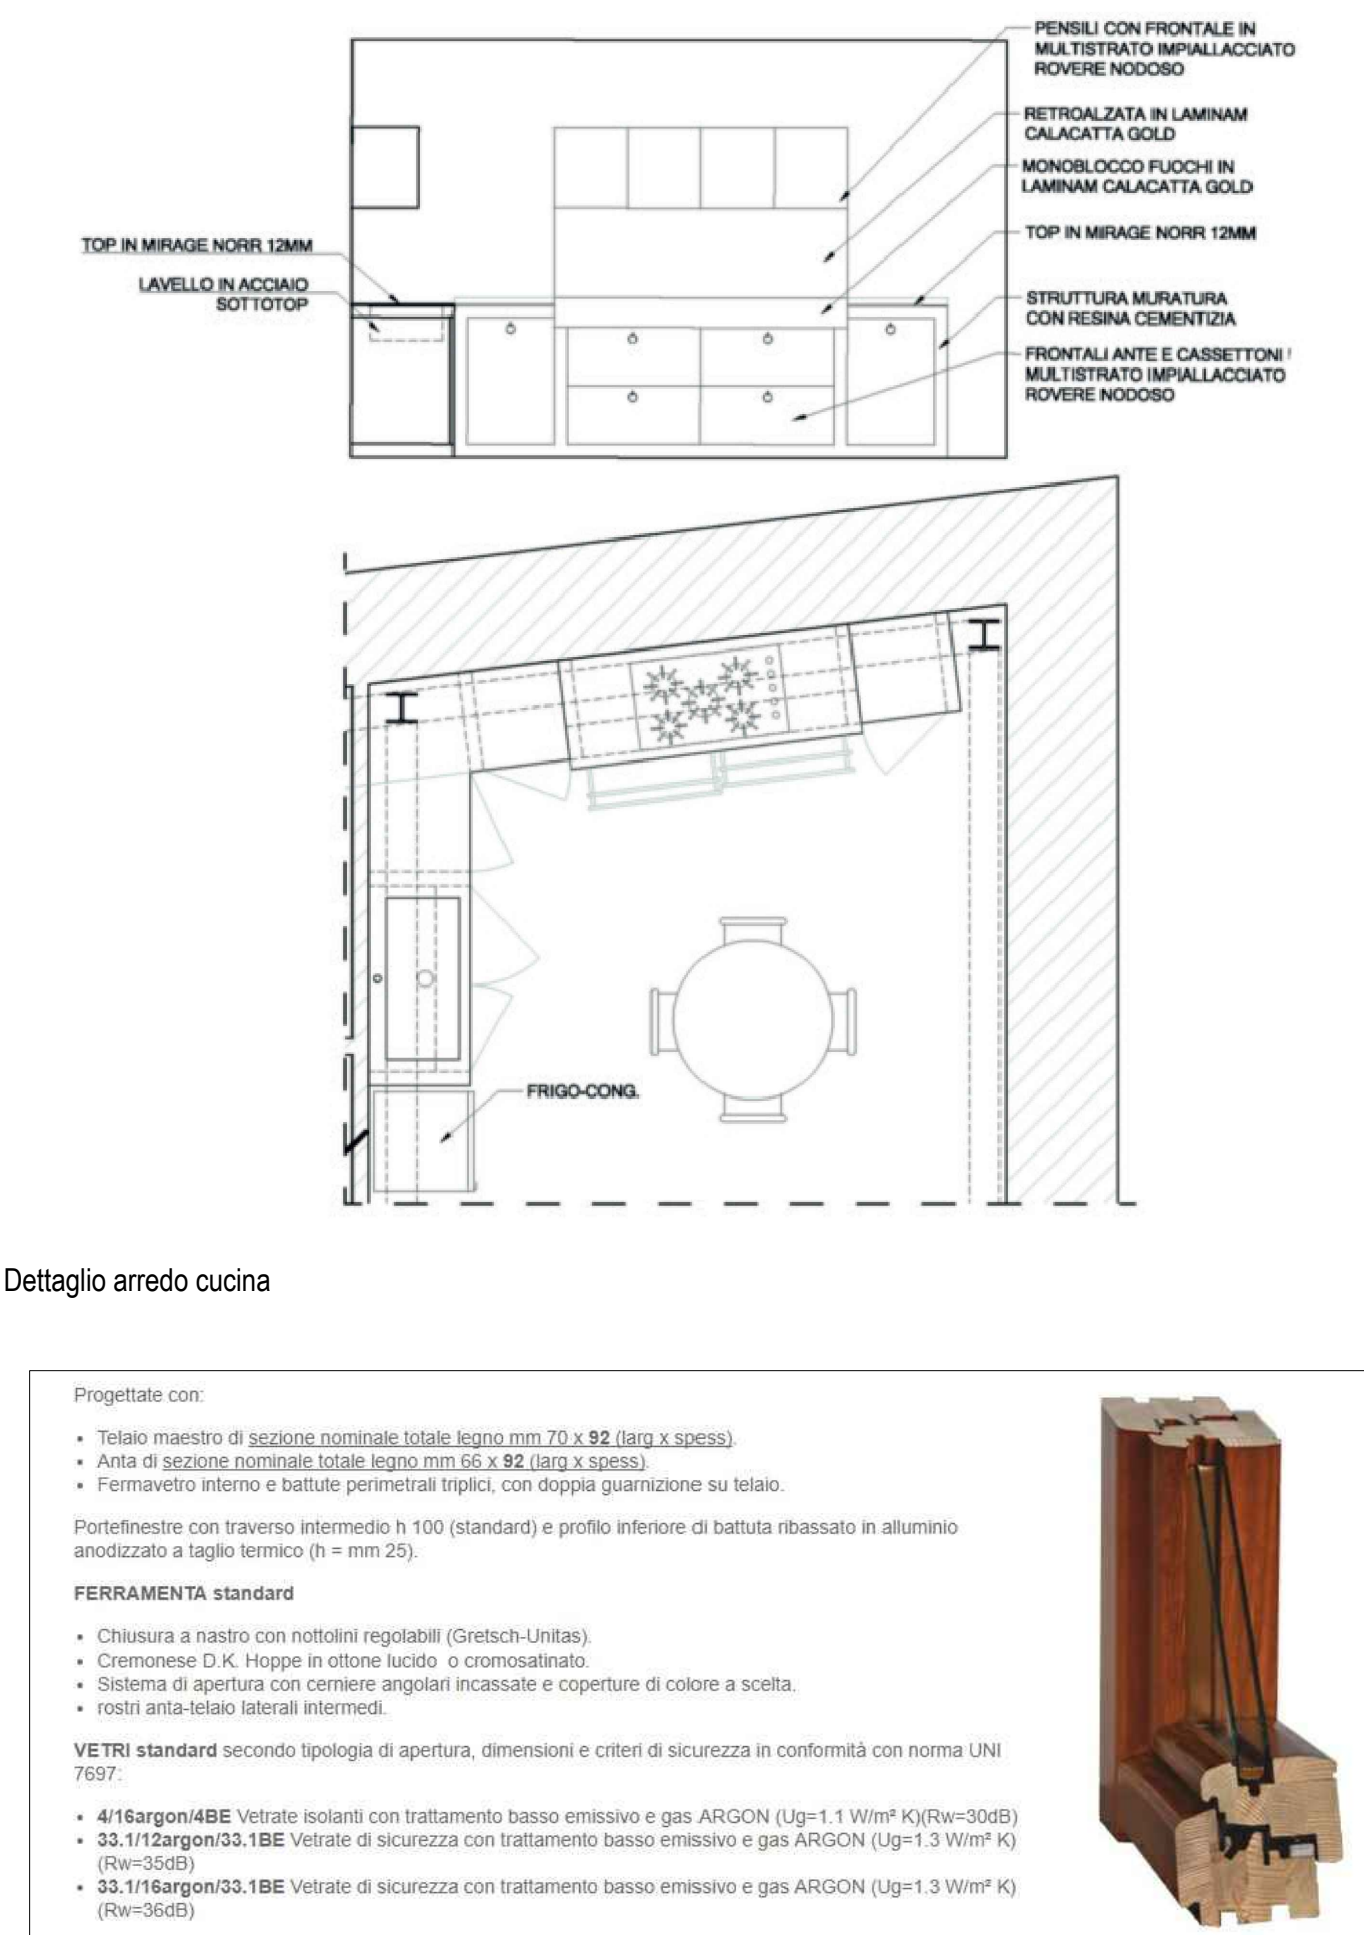 PENSILI CON FRONTALE IN
MULTISTRATO IMPIALLACCIATO
ROVERE NODOSO
RETROALZATA IN LAMINAM
CALACATTA GOLD
MONOBLOCCO FUOCHI IN
LAMINAM CALACATTA GOLD
TOP IN MIRAGE NORR 12MM
TOP IN MIRAGE NORR 12MM
LAVELLO IN ACCIAIO
SOTTOTOP
STRUTTURA MURATURA
CON RESINA CEMENTIZIA
FRONTALI ANTE E CASSETTONI
MULTISTRATO IMPIALLACCIATO
ROVERE NODOSO
FRIGO-CONG.
Dettaglio arredo cucina
Progettate con:
• Telaio maestro di sezione nominale totale legno mm 70 x 92 (larg x spess).
• Anta di sezione nominale totale legno mm 66 x 92 (larg x spess).
• Fermavetro interno e battute perimetrali triplici, con doppia guarnizione su telaio.
Portefinestre con traverso intermedio h 100 (standard) e profilo inferiore di battuta ribassato in alluminio
anodizzato a taglio termico (h = mm 25).
FERRAMENTA standard
• Chiusura a nastro con nottolini regolabili (Gretsch-Unitas).
• Cremonese D.K. Hoppe in ottone lucido o cromosatinato.
• Sistema di apertura con cerniere angolari incassate e coperture di colore a scelta.
• rostri anta-telaio laterali intermedi.
VETRI standard secondo tipologia di apertura, dimensioni e criteri di sicurezza in conformità con norma UNI
7697:
• 4/16argon/4BE Vetrate isolanti con trattamento basso emissivo e gas ARGON (Ug=1.1 W/m² K)(Rw=30dB)
• 33.1/12argon/33.1BE Vetrate di sicurezza con trattamento basso emissivo e gas ARGON (Ug=1.3 W/m² K)
(Rw=35dB)
• 33.1/16argon/33.1BE Vetrate di sicurezza con trattamento basso emissivo e gas ARGON (Ug=1.3 W/m² K)
(Rw=36dB)